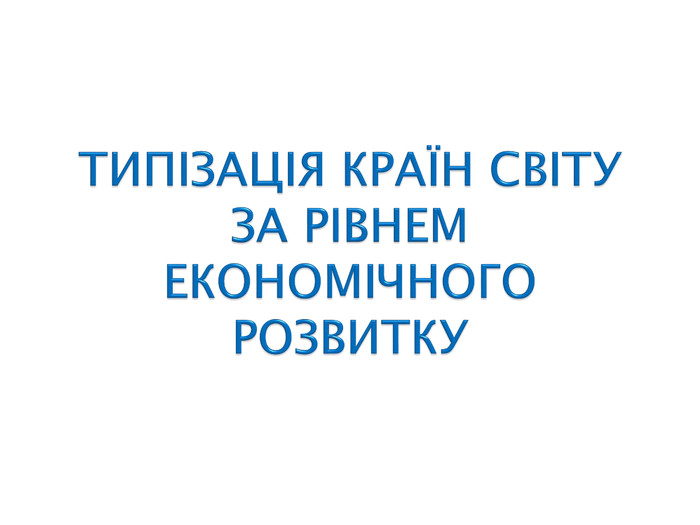 ТИПІЗАЦІЯ КРАЇН СВІТУ
ЗА РІВНЕМ
ЕКОНОМІЧНОГО
РОЗВИТКУ